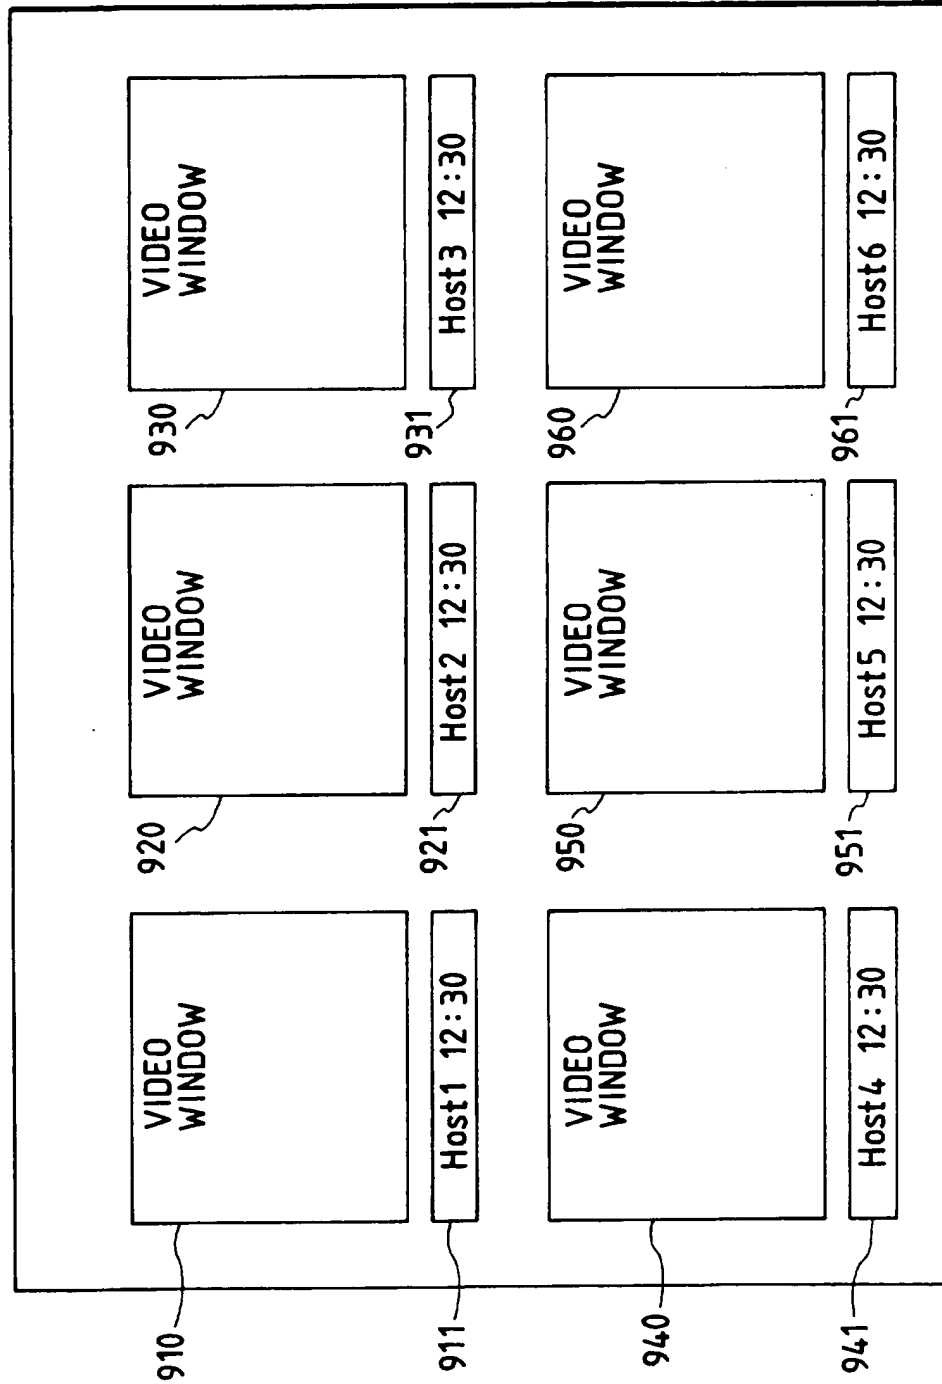 VIDEO
WINDOW
VIDEO
WINDOW
VIDEO
WINDOW
910
920
930
Host1 12:30
Host2 12:30
Host3 12:30
911
921
931
VIDEO
WINDOW
VIDEO
WINDOW
VIDEO
WINDOW
940
950
960
Host4 12:30
Host5 12:30
Host6 12:30
941
951
961